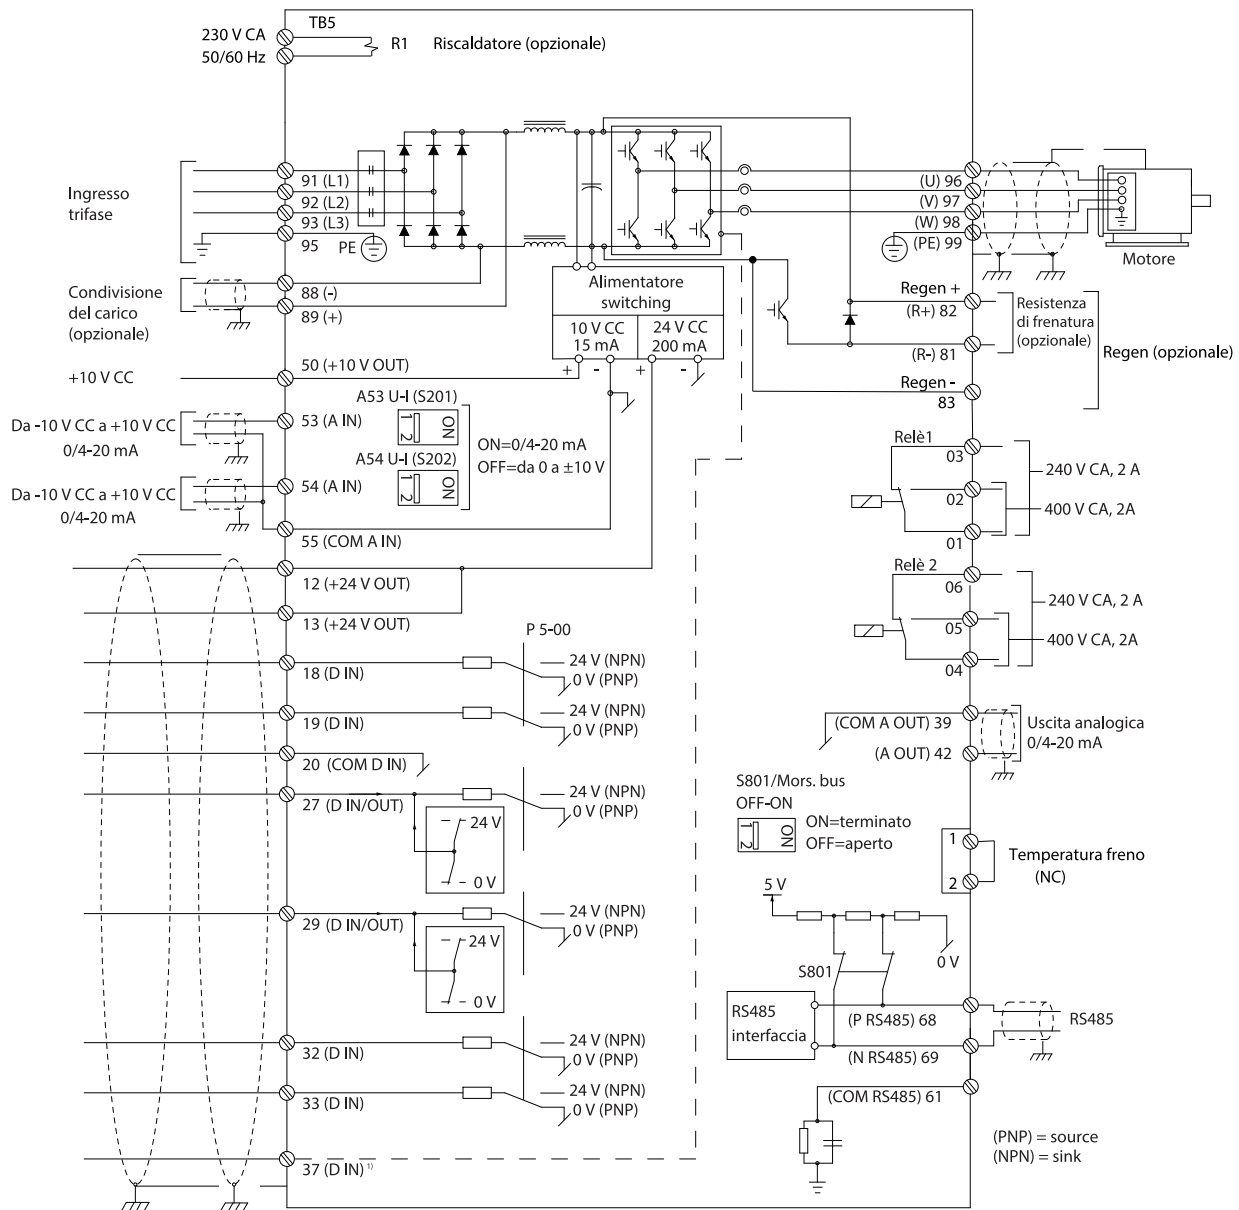 TB5
230 V CA
50/60 Hz
R1
Riscaldatore (opzionale)
Ingresso
trifase
91 (L1)
92 (L2)
93 (L3)
95
PE
(U) 96
(V) 97
(W) 98
(PE) 99
Motore
Condivisione
del carico
(opzionale)
88 (-)
89 (+)
Alimentatore
switching
10 V CC
15 mA
24 V CC
200 mA
+
-
+
-
Regen +
(R+) 82
Resistenza
di frenatura
(opzionale)
(R-) 81
Regen (opzionale)
Regen -
83
+10 V CC
50 (+10 V OUT)
A53 U-I (S201)
1 2
ON
Da -10 V CC a +10 V CC
0/4-20 mA
53 (A IN)
ON=0/4-20 mA
OFF=da 0 a ±10 V
A54 U-I (S202)
1 2
ON
Da -10 V CC a +10 V CC
0/4-20 mA
54 (A IN)
55 (COM A IN)
Relè1
03
240 V CA, 2 A
02
400 V CA, 2A
01
12 (+24 V OUT)
13 (+24 V OUT)
Relè 2
06
240 V CA, 2 A
05
400 V CA, 2A
04
P 5-00
18 (D IN)
24 V (NPN)
0 V (PNP)
19 (D IN)
24 V (NPN)
0 V (PNP)
20 (COM D IN)
(COM A OUT) 39
Uscita analogica
0/4-20 mA
(A OUT) 42
27 (D IN/OUT)
24 V (NPN)
0 V (PNP)
24 V
0 V
S801/Mors. bus
OFF-ON
1 2
ON
ON=terminato
OFF=aperto
1
2
Temperatura freno
(NC)
29 (D IN/OUT)
24 V (NPN)
0 V (PNP)
24 V
0 V
5 V
0 V
S801
RS485
interfaccia
(P RS485) 68
(N RS485) 69
RS485
32 (D IN)
24 V (NPN)
0 V (PNP)
33 (D IN)
24 V (NPN)
0 V (PNP)
(COM RS485) 61
37 (D IN) 1)
(PNP) = source
(NPN) = sink